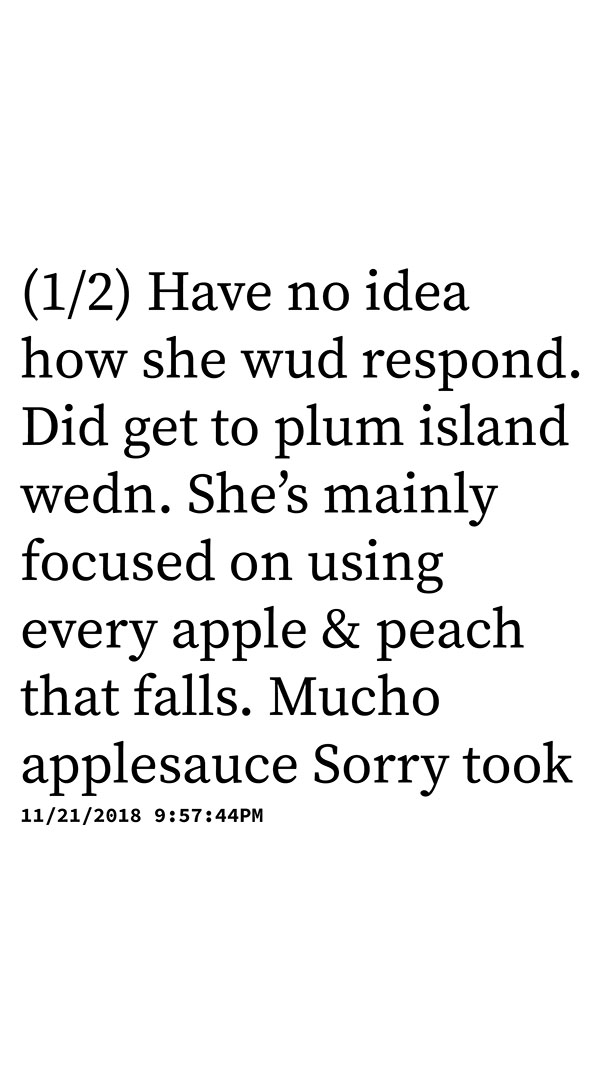 (1/2) Have no idea
how she wud respond.
Did get to plum island
wedn. She’s mainly
focused on using
every apple & peach
that falls. Mucho
applesauce Sorry took
11/21/2018 9:57:44PM